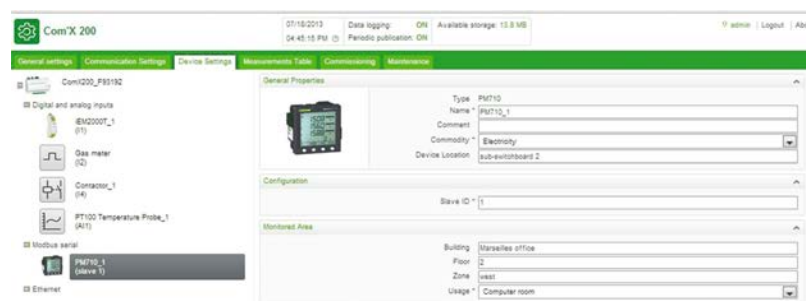 Com'X 200
07/18/2013
04:45:15 PM
Data logging: ON
Periodic publication: ON
Available storage: 13.8 MB
admin | Logout | Abo
General settings Communication Settings Device Settings Measurements Table Commissioning Maintenance
ComX200_F93192
Digital and analog inputs
iEM2000T_1
(I1)
Gas meter
(I2)
Contactor_1
(I4)
PT100 Temperature Probe_1
(AI1)
Modbus serial
PM710_1
(slave 1)
Ethernet
General Properties
Type PM710
Name * PM710_1
Comment
Commodity * Electricity
Device Location sub-switchboard 2
Configuration
Slave ID * 1
Monitored Area
Building Marseilles office
Floor 2
Zone west
Usage * Computer room